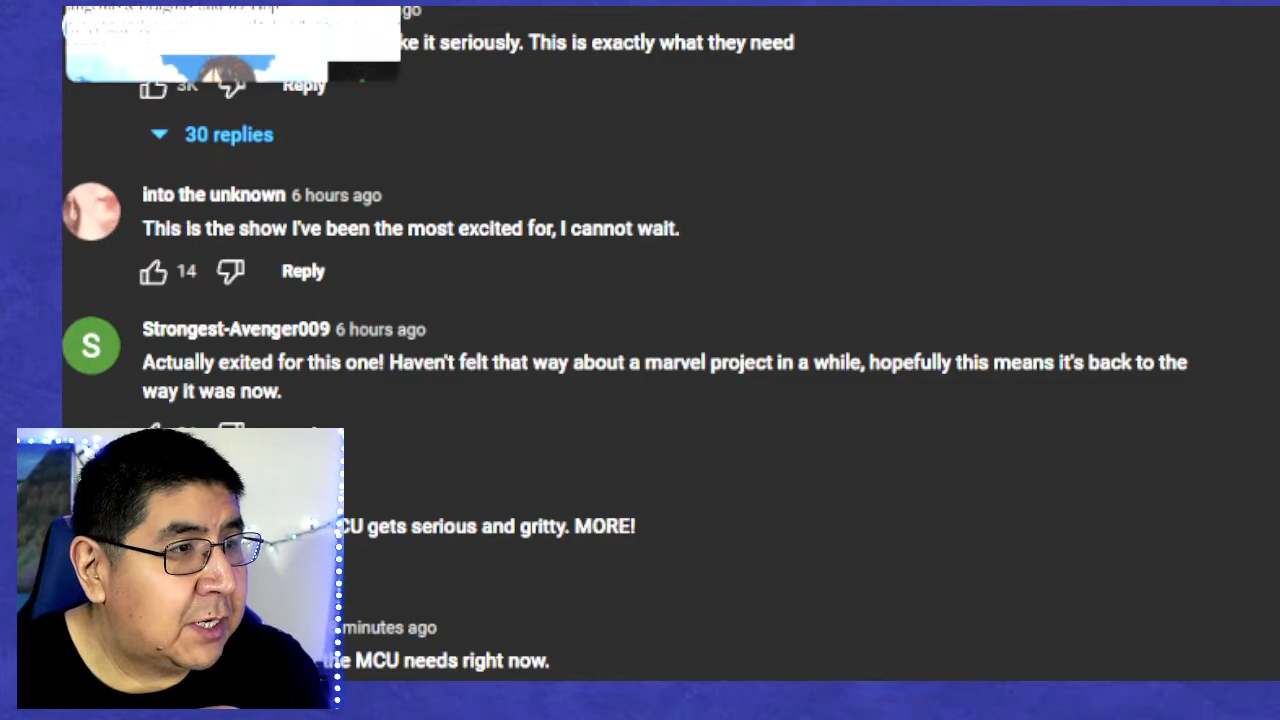 go
ke it seriously. This is exactly what they need
3K Reply
30 replies
into the unknown 6 hours ago
This is the show I've been the most excited for, I cannot wait.
14 Reply
Strongest-Avenger009 6 hours ago
Actually exited for this one! Haven't felt that way about a marvel project in a while, hopefully this means it's back to the
way it was now.
CU gets serious and gritty. MORE!
minutes ago
the MCU needs right now.